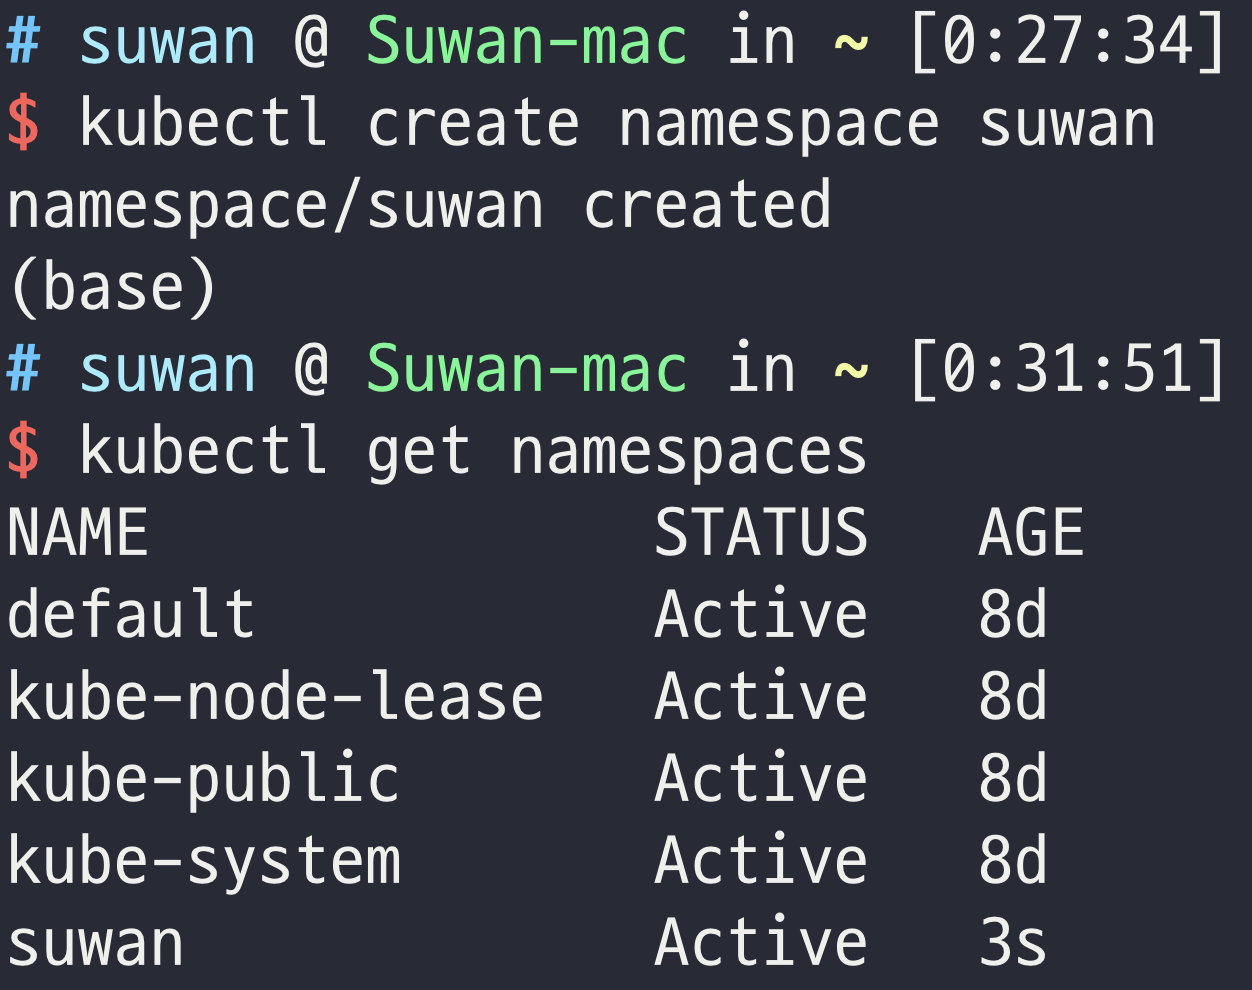 # suwan @ Suwan-mac in ~ [0:27:34]
$ kubectl create namespace suwan
namespace/suwan created
(base)
# suwan @ Suwan-mac in ~ [0:31:51]
$ kubectl get namespaces
NAME              STATUS   AGE
default           Active   8d
kube-node-lease   Active   8d
kube-public       Active   8d
kube-system       Active   8d
suwan             Active   3s